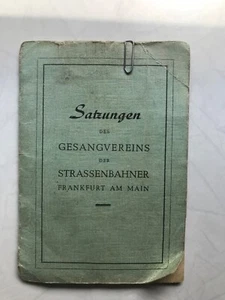 Satzungen
DES
GESANGVEREINS
DER
STRASSENBAHNER
FRANKFURT AM MAIN